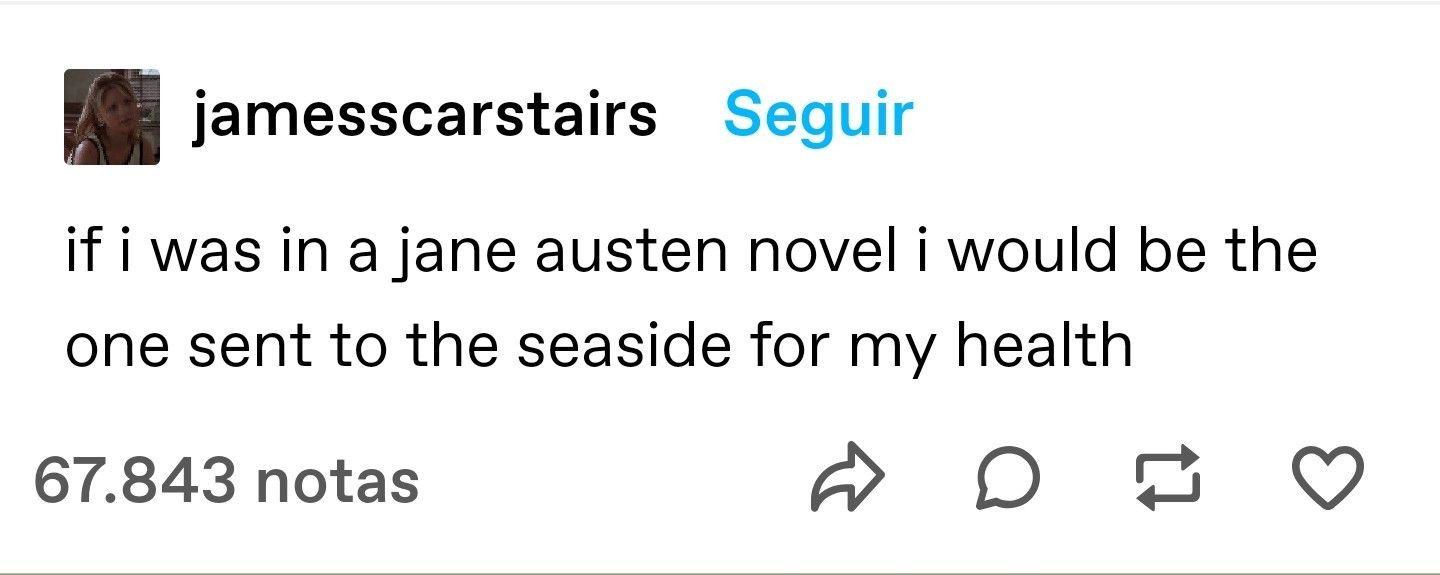 jamesscarstairs Seguir
if i was in a jane austen novel i would be the
one sent to the seaside for my health
67.843 notas